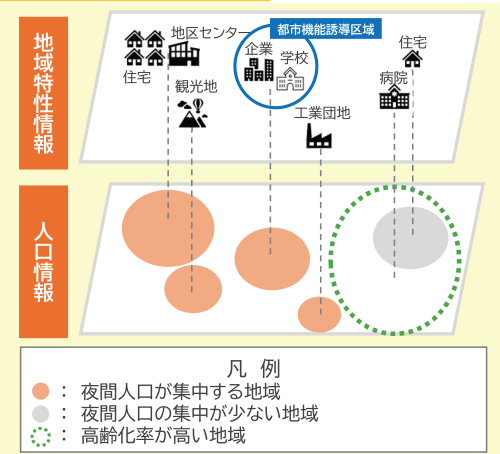 地域特性情報
都市機能誘導区域
地区センター
企業
学校
住宅
住宅
観光地
病院
工業団地
人口情報
凡 例
： 夜間人口が集中する地域
： 夜間人口の集中が少ない地域
： 高齢化率が高い地域